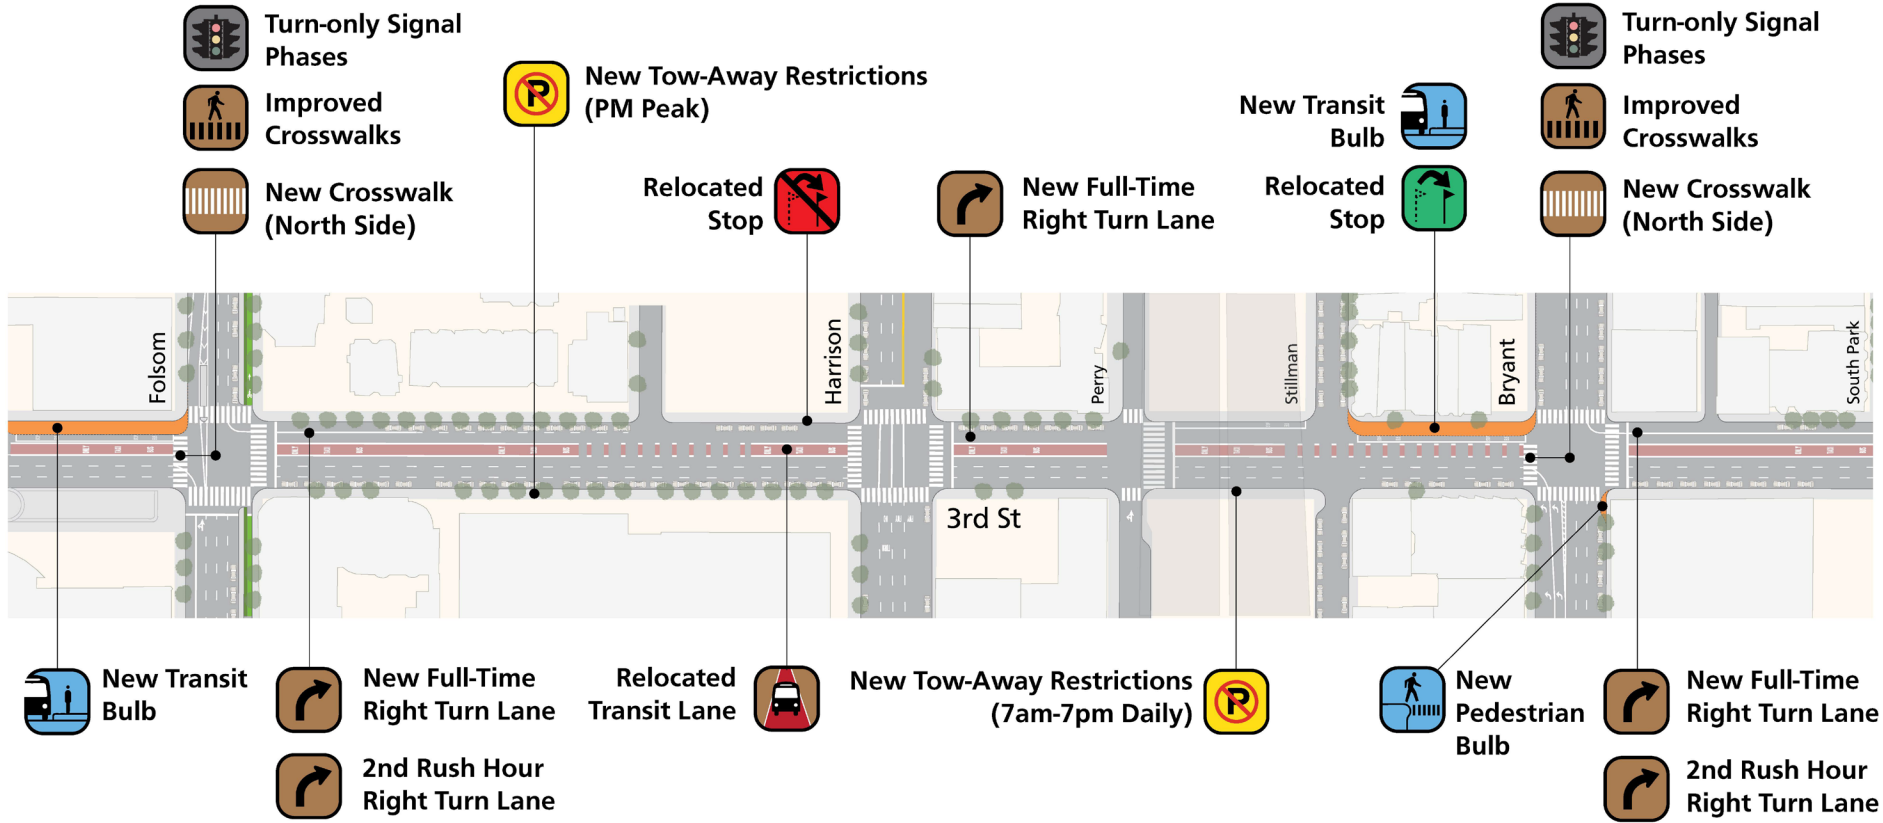 Turn-only Signal
Phases
Improved
Crosswalks
New Crosswalk
(North Side)
New Tow-Away Restrictions
(PM Peak)
Relocated
Stop
New Full-Time
Right Turn Lane
New Transit
Bulb
Relocated
Stop
Turn-only Signal
Phases
Improved
Crosswalks
New Crosswalk
(North Side)
Folsom
Harrison
Perry
Stillman
Bryant
South Park
3rd St
New Transit
Bulb
New Full-Time
Right Turn Lane
2nd Rush Hour
Right Turn Lane
Relocated
Transit Lane
New Tow-Away Restrictions
(7am-7pm Daily)
New
Pedestrian
Bulb
New Full-Time
Right Turn Lane
2nd Rush Hour
Right Turn Lane